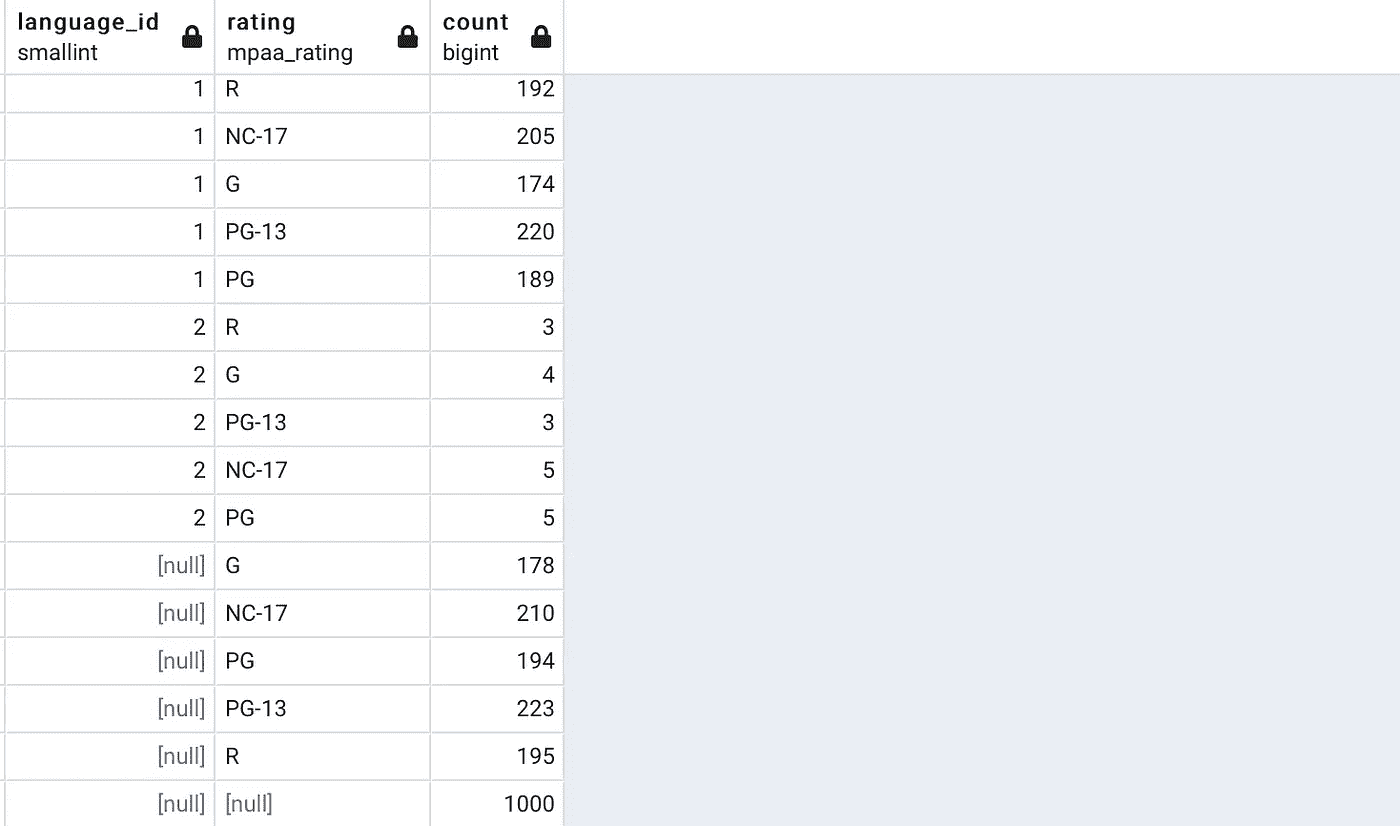 language_id rating count
smallint mpaa_rating bigint
1 R 192
1 NC-17 205
1 G 174
1 PG-13 220
1 PG 189
2 R 3
2 G 4
2 PG-13 3
2 NC-17 5
2 PG 5
[null] G 178
[null] NC-17 210
[null] PG 194
[null] PG-13 223
[null] R 195
[null] [null] 1000